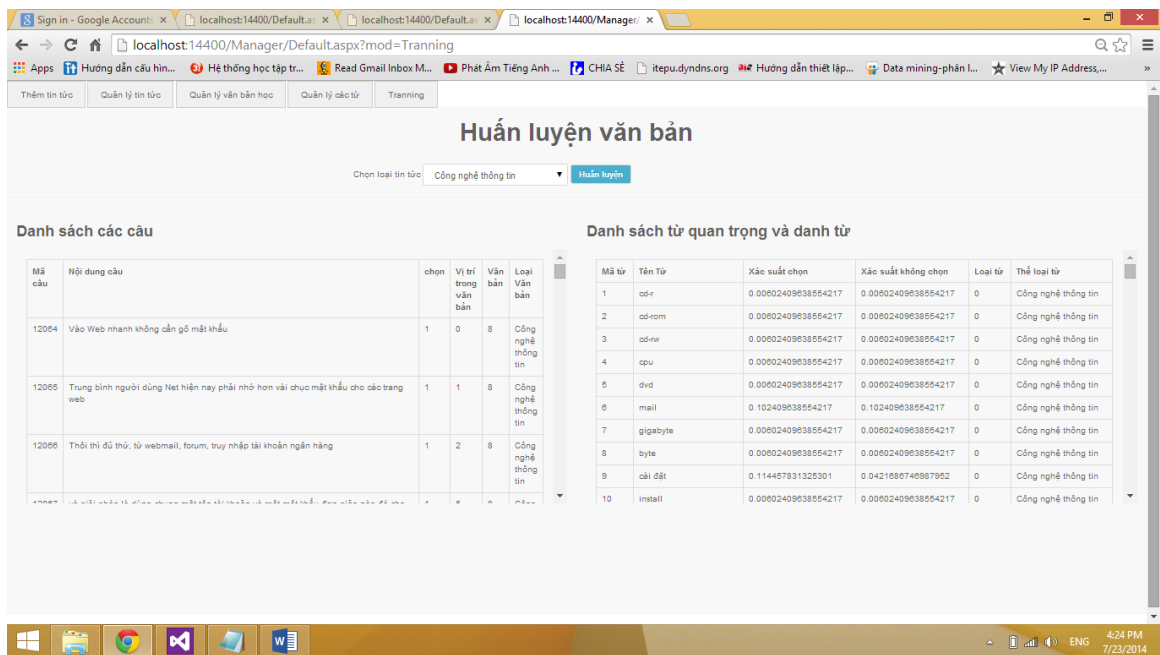 Sign in - Google Accounts
localhost:14400/Default.as
localhost:14400/Default.as
localhost:14400/Manager/
localhost:14400/Manager/Default.aspx?mod=Tranning
Apps Hướng dẫn cấu hìn... Hệ thống học tập tr... Read Gmail Inbox M... Phát Âm Tiếng Anh ... CHIA SẺ itepu.dyndns.org Hướng dẫn thiết lập... Data mining-phân l... View My IP Address,... »
Thêm tin tức Quản lý tin tức Quản lý văn bản học Quản lý các từ Tranning
Huấn luyện văn bản
Chọn loại tin tức Công nghệ thông tin Huấn luyện
Danh sách các câu
Mã câu Nội dung câu chọn Vị trí trong văn bản Văn bản Loại Văn bản
12064 Vào Web nhanh không cần gõ mật khẩu 1 0 8 Công nghệ thông tin
12065 Trung bình người dùng Net hiện nay phải nhớ hơn vài chục mật khẩu cho các trang web 1 1 8 Công nghệ thông tin
12066 Thôi thì đủ thứ, từ webmail, forum, truy nhập tài khoản ngân hàng 1 2 8 Công nghệ thông tin
Danh sách từ quan trọng và danh từ
Mã từ Tên Từ Xác suất chọn Xác suất không chọn Loại từ Thể loại từ
1 cd-r 0.00602409638554217 0.00602409638554217 0 Công nghệ thông tin
2 cd-rom 0.00602409638554217 0.00602409638554217 0 Công nghệ thông tin
3 cd-rw 0.00602409638554217 0.00602409638554217 0 Công nghệ thông tin
4 cpu 0.00602409638554217 0.00602409638554217 0 Công nghệ thông tin
5 dvd 0.00602409638554217 0.00602409638554217 0 Công nghệ thông tin
6 mail 0.102409638554217 0.102409638554217 0 Công nghệ thông tin
7 gigabyte 0.00602409638554217 0.00602409638554217 0 Công nghệ thông tin
8 byte 0.00602409638554217 0.00602409638554217 0 Công nghệ thông tin
9 cài đặt 0.114457831325301 0.0421686746987952 0 Công nghệ thông tin
10 install 0.00602409638554217 0.00602409638554217 0 Công nghệ thông tin
ENG 4:24 PM
7/23/2014